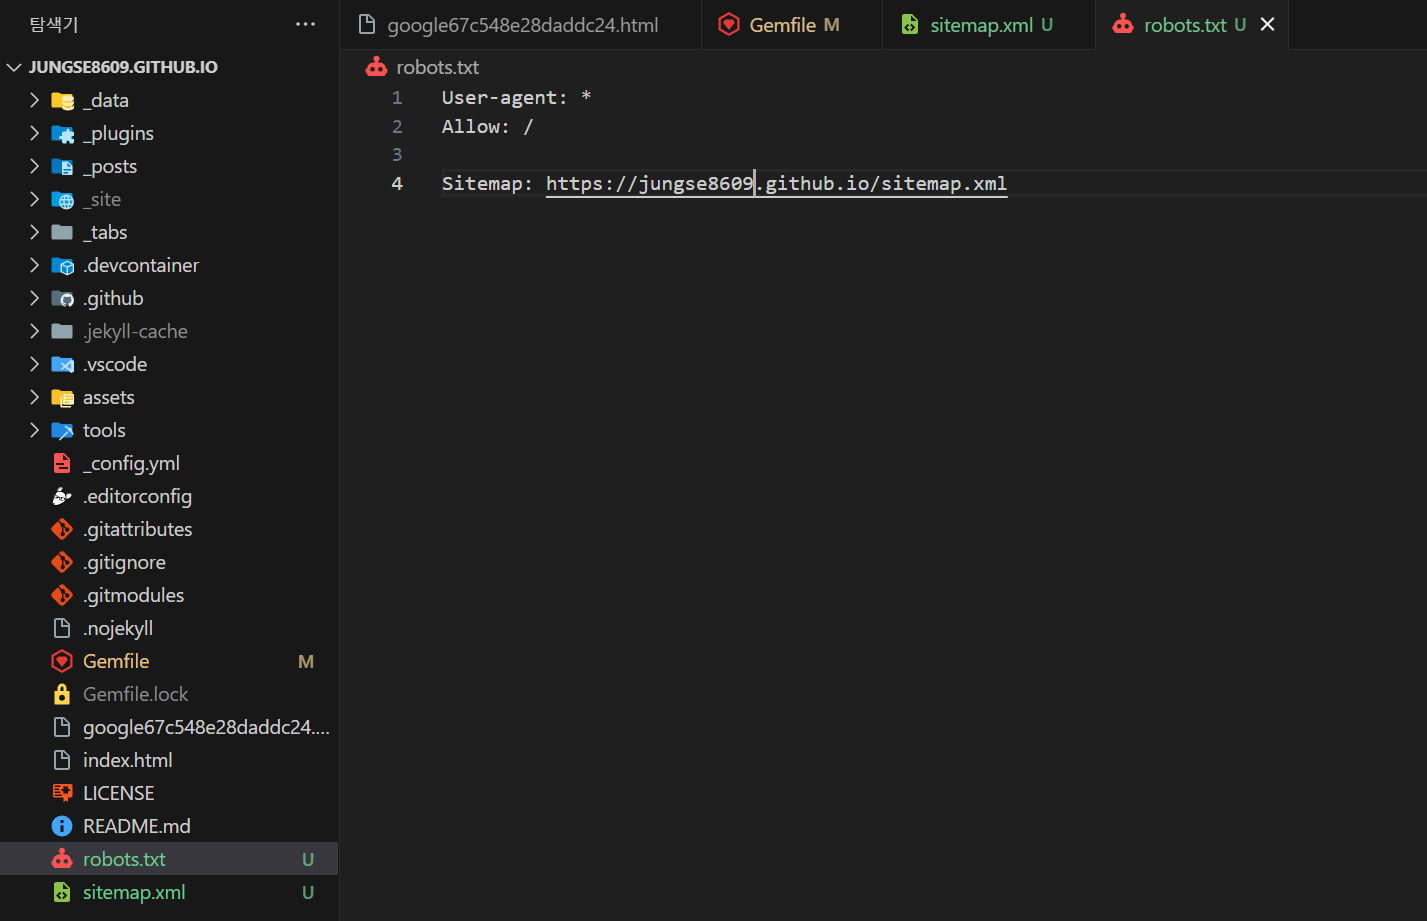 탐색기 ...
JUNGSE8609.GITHUB.IO
_data
_plugins
_posts
_site
_tabs
.devcontainer
.github
.jekyll-cache
.vscode
assets
tools
_config.yml
.editorconfig
.gitattributes
.gitignore
.gitmodules
.nojekyll
Gemfile M
Gemfile.lock
google67c548e28daddc24....
index.html
LICENSE
README.md
robots.txt U
sitemap.xml U
google67c548e28daddc24.html Gemfile M sitemap.xml U robots.txt U
robots.txt
1 User-agent: *
2 Allow: /
3
4 Sitemap: https://jungse8609.github.io/sitemap.xml